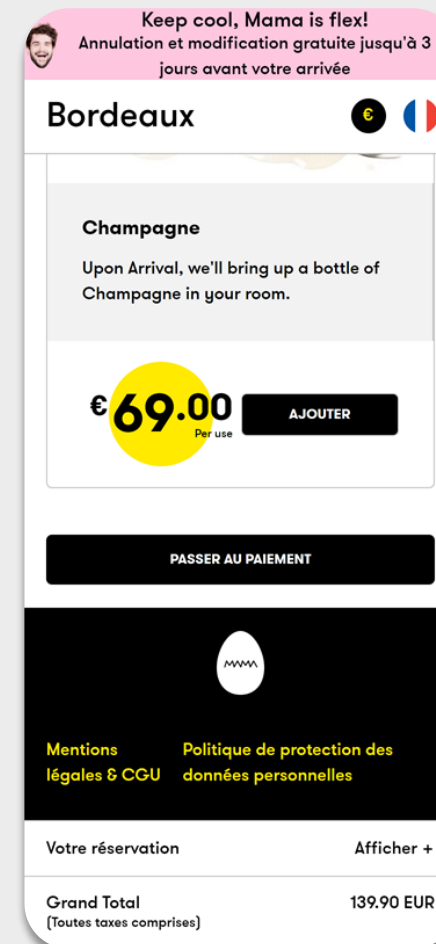 Keep cool, Mama is flex!
Annulation et modification gratuite jusqu'à 3
jours avant votre arrivée
Bordeaux
€
Champagne
Upon Arrival, we'll bring up a bottle of
Champagne in your room.
€69.00
Per use
AJOUTER
PASSER AU PAIEMENT
MAMA
Mentions
légales & CGU
Politique de protection des
données personnelles
Votre réservation
Afficher +
Grand Total
139.90 EUR
(Toutes taxes comprises)